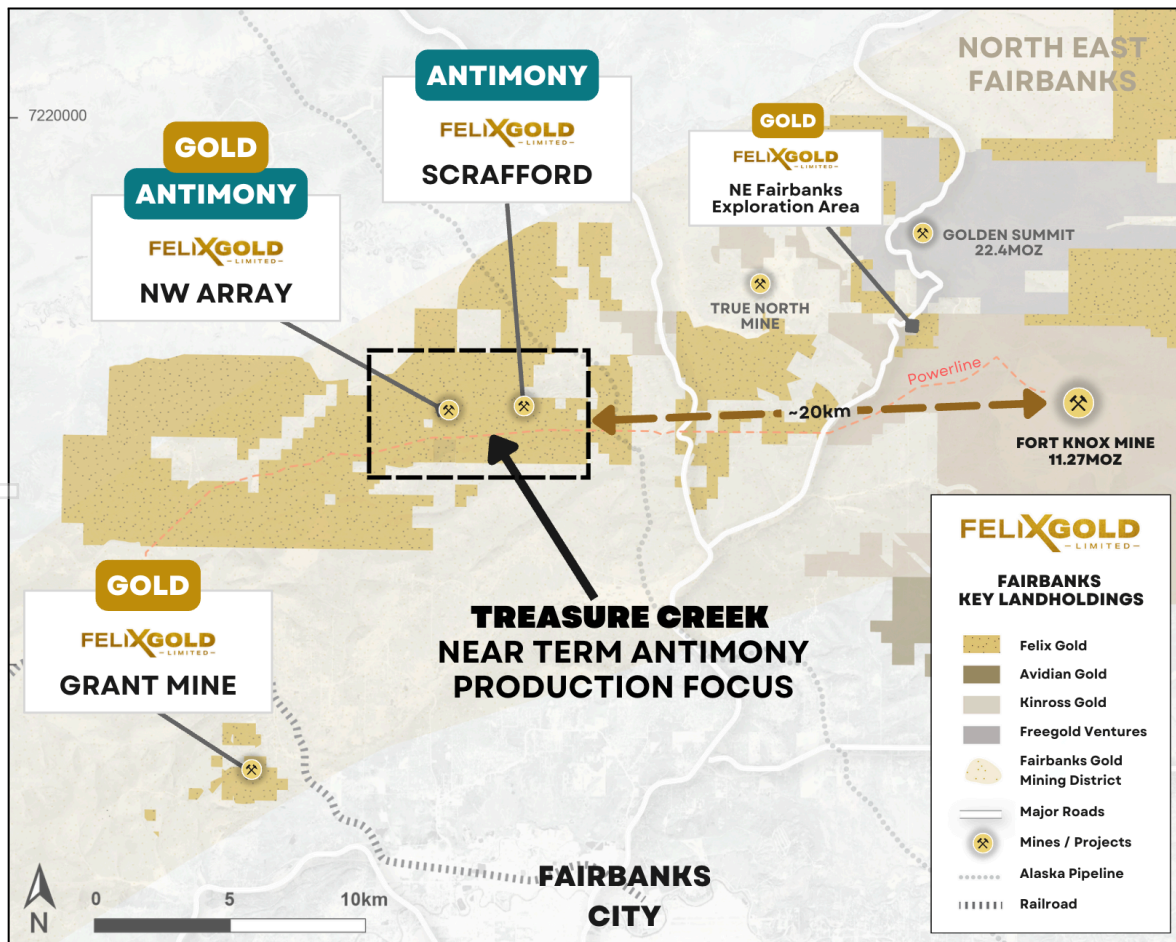 NORTH EAST
FAIRBANKS
7220000
ANTIMONY
FELIXGOLD
LIMITED
SCRAFFORD
GOLD
ANTIMONY
FELIXGOLD
LIMITED
NW ARRAY
GOLD
FELIXGOLD
LIMITED
NE Fairbanks
Exploration Area
GOLDEN SUMMIT
22.4MOZ
TRUE NORTH
MINE
Powerline
~20km
FORT KNOX MINE
11.27MOZ
TREASURE CREEK
NEAR TERM ANTIMONY
PRODUCTION FOCUS
GOLD
FELIXGOLD
LIMITED
GRANT MINE
FAIRBANKS
CITY
0 5 10km
N
FELIXGOLD
LIMITED
FAIRBANKS
KEY LANDHOLDINGS
Felix Gold
Avidian Gold
Kinross Gold
Freegold Ventures
Fairbanks Gold
Mining District
Major Roads
Mines / Projects
Alaska Pipeline
Railroad